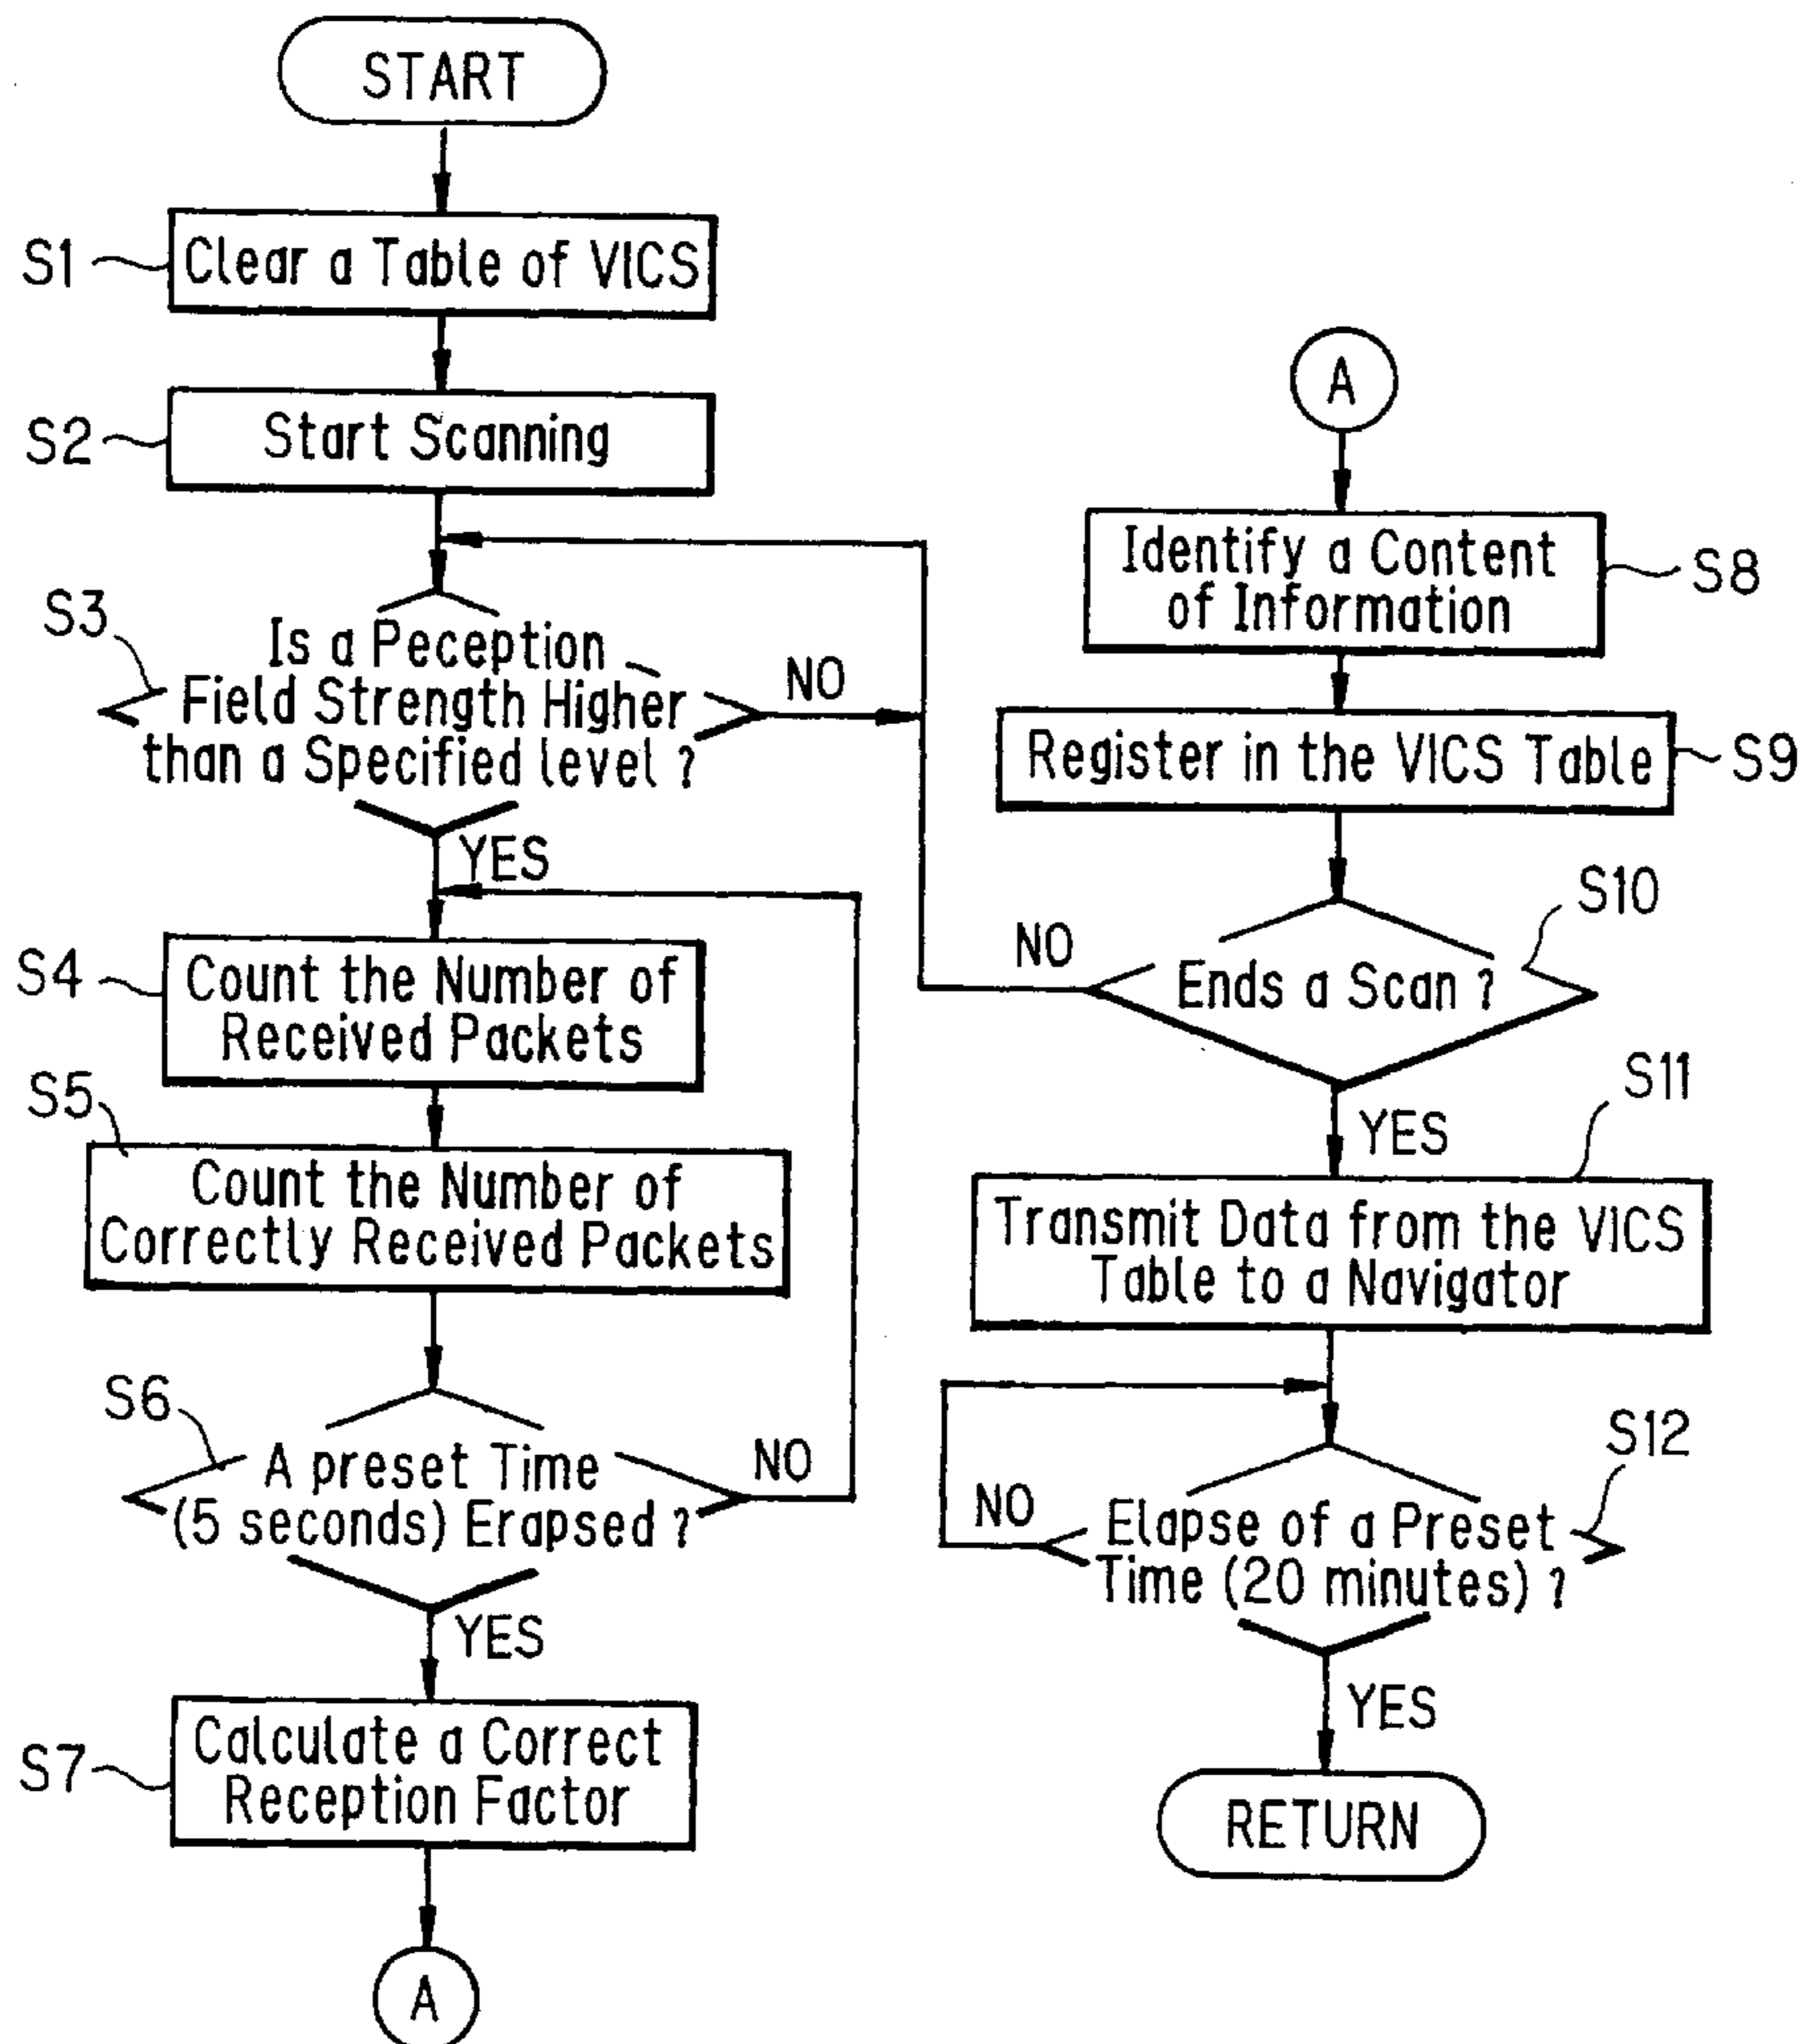 START
S1
Clear a Table of VICS
S2
Start Scanning
S3
Is a Peception
Field Strength Higher
than a Specified level ?
NO
YES
S4
Count the Number of
Received Packets
S5
Count the Number of
Correctly Received Packets
S6
A preset Time
(5 seconds) Erapsed ?
NO
YES
S7
Calculate a Correct
Reception Factor
A
A
Identify a Content
of Information
S8
Register in the VICS Table
S9
S10
NO
Ends a Scan ?
YES
S11
Transmit Data from the VICS
Table to a Navigator
S12
NO
Elapse of a Preset
Time (20 minutes) ?
YES
RETURN